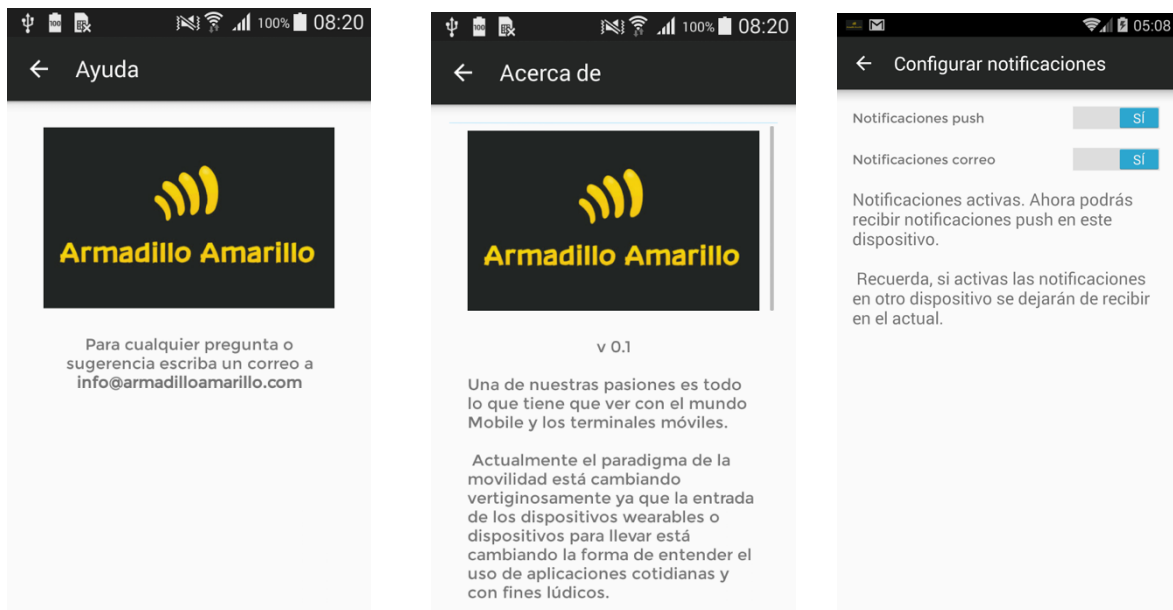 100% 08:20
Ayuda
Armadillo Amarillo
Para cualquier pregunta o
sugerencia escriba un correo a
info@armadilloamarillo.com
100% 08:20
Acerca de
Armadillo Amarillo
v 0.1
Una de nuestras pasiones es todo
lo que tiene que ver con el mundo
Mobile y los terminales móviles.
Actualmente el paradigma de la
movilidad está cambiando
vertiginosamente ya que la entrada
de los dispositivos wearables o
dispositivos para llevar está
cambiando la forma de entender el
uso de aplicaciones cotidianas y
con fines lúdicos.
05:08
Configurar notificaciones
Notificaciones push SÍ
Notificaciones correo SÍ
Notificaciones activas. Ahora podrás
recibir notificaciones push en este
dispositivo.
Recuerda, si activas las notificaciones
en otro dispositivo se dejarán de recibir
en el actual.